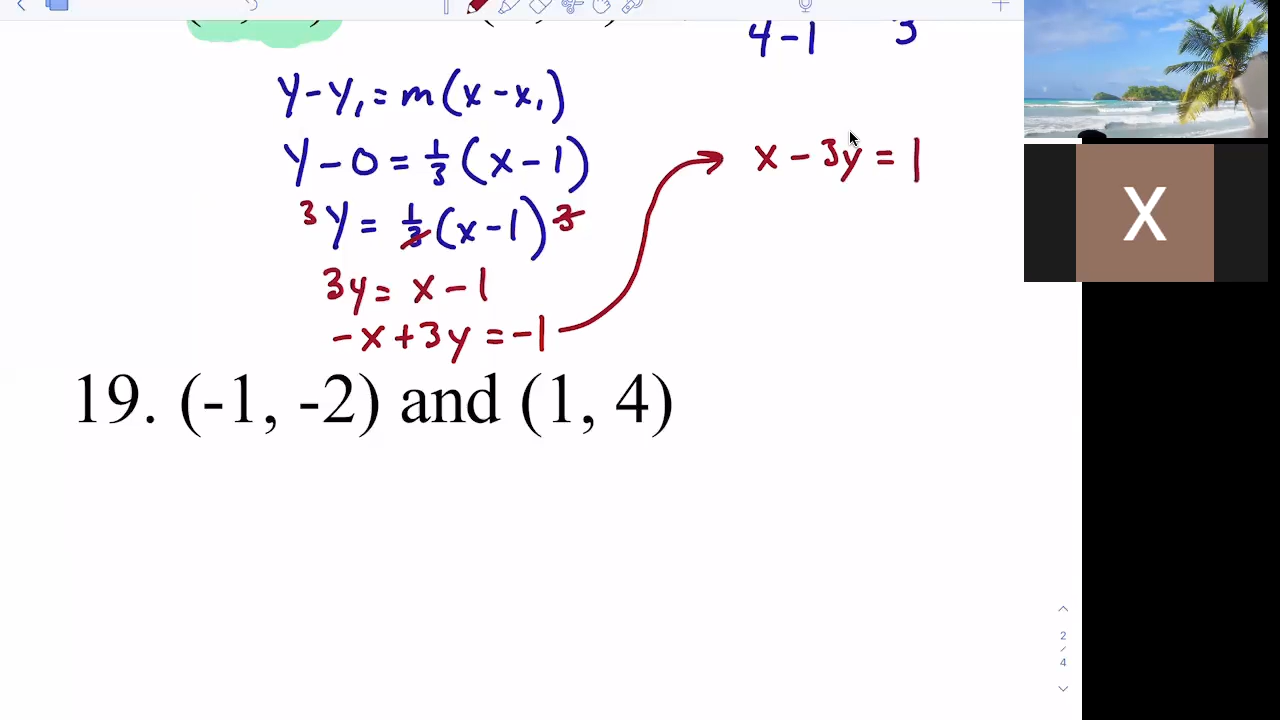 4-1 3
y-y₁=m(x-x₁)
y-0=1/3(x-1)
3y=1/3(x-1)3
3y=x-1
-x+3y=-1
x-3y=1
19. (-1, -2) and (1, 4)
X
2
/
4